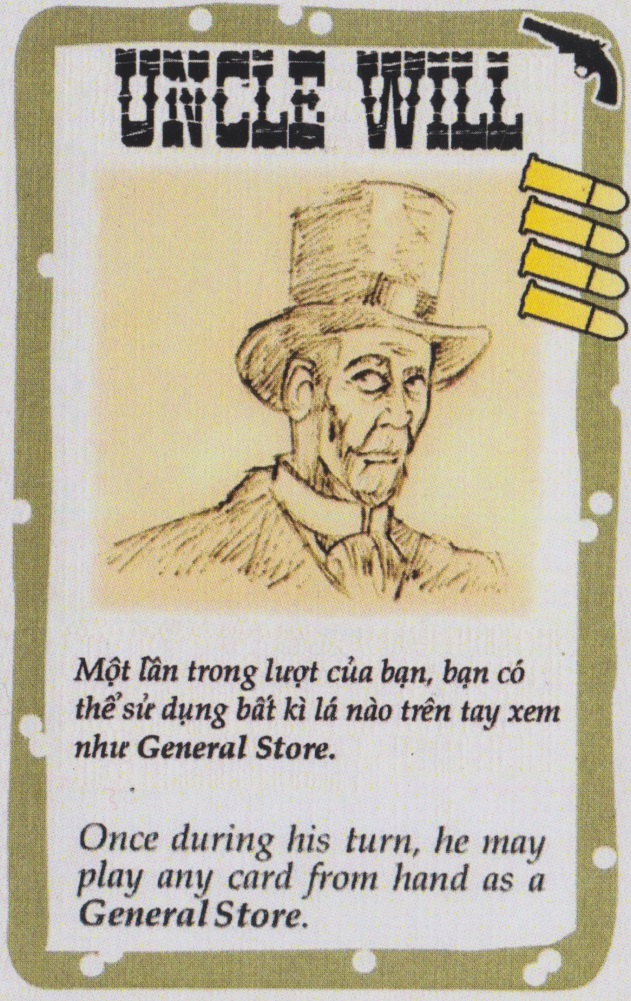 UNCLE WILL
Một lần trong lượt của bạn, bạn có
thể sử dụng bất kì lá nào trên tay xem
như General Store.
Once during his turn, he may
play any card from hand as a
General Store.